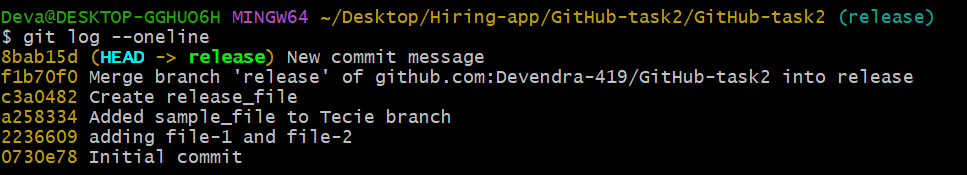 Deva@DESKTOP-GGHUO6H MINGW64 ~/Desktop/Hiring-app/GitHub-task2/GitHub-task2 (release)
$ git log --oneline
8bab15d (HEAD -> release) New commit message
f1b70f0 Merge branch 'release' of github.com:Devendra-419/GitHub-task2 into release
c3a0482 Create release_file
a258334 Added sample_file to Tecie branch
2236609 adding file-1 and file-2
0730e78 Initial commit